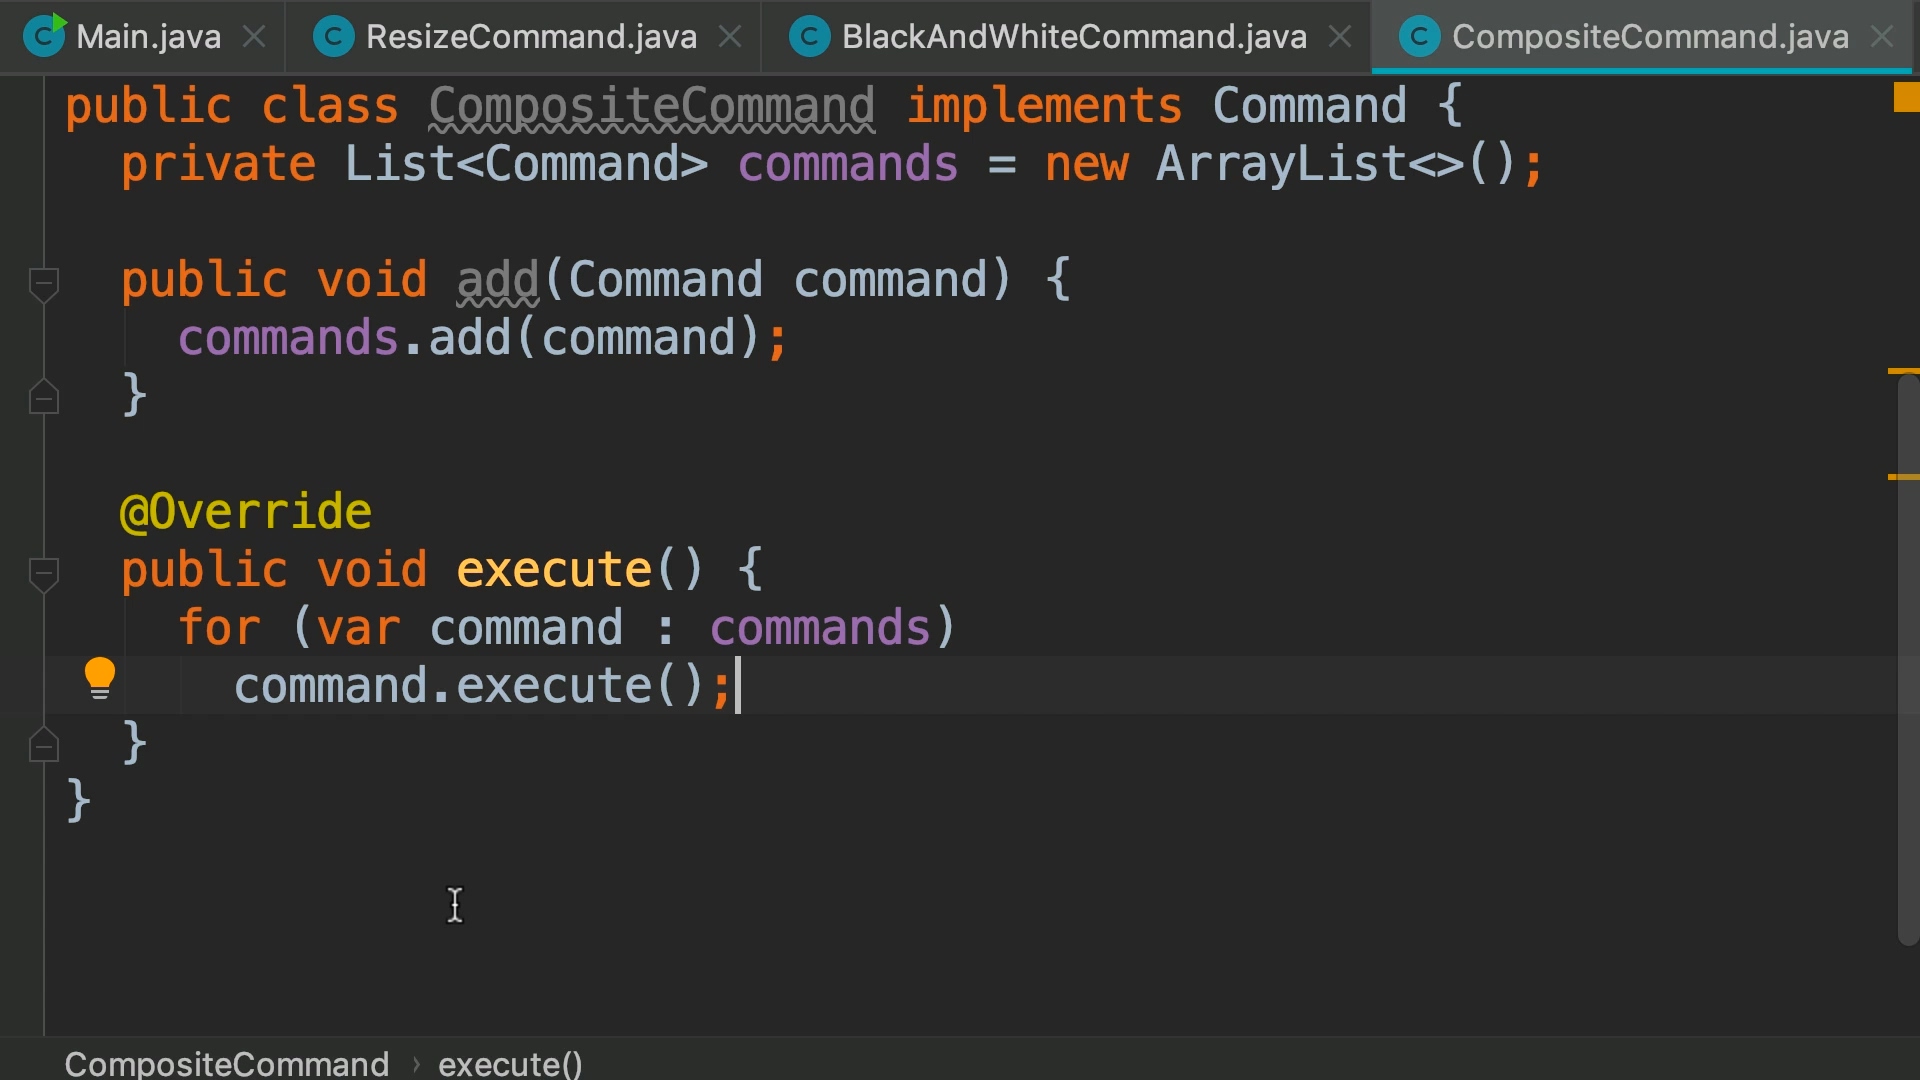 Main.java
ResizeCommand.java
BlackAndWhiteCommand.java
CompositeCommand.java
public class CompositeCommand implements Command {
  private List<Command> commands = new ArrayList<>();

  public void add(Command command) {
    commands.add(command);
  }

  @Override
  public void execute() {
    for (var command : commands)
      command.execute();
  }
}
CompositeCommand › execute()